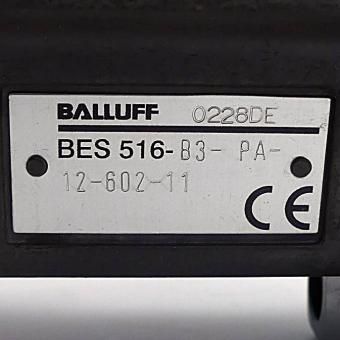 BALLUFF 0228DE
BES 516-B3- PA-
12-602-11
CE